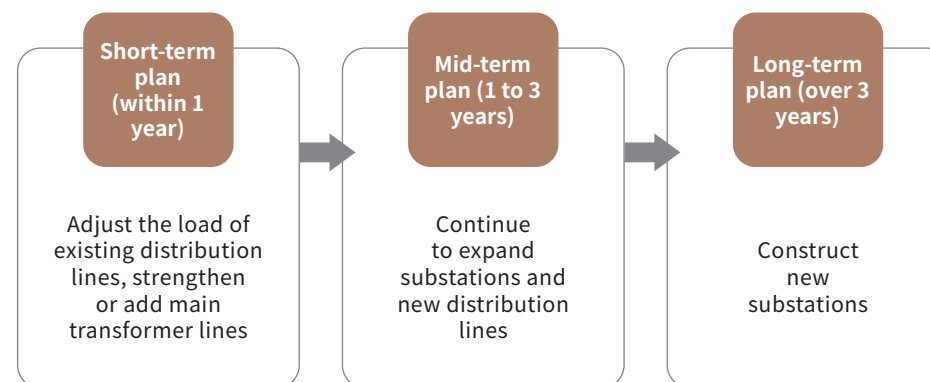 Short-term
plan
(within 1
year)
Adjust the load of
existing distribution
lines, strengthen
or add main
transformer lines
Mid-term
plan (1 to 3
years)
Continue
to expand
substations and
new distribution
lines
Long-term
plan (over 3
years)
Construct
new
substations